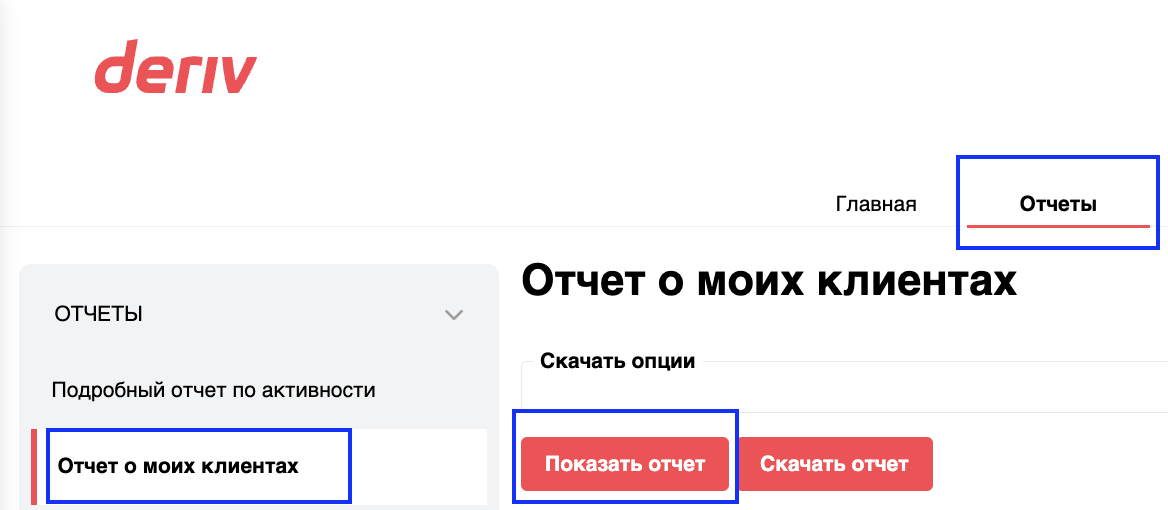 deriv
Главная
Отчеты
ОТЧЕТЫ
Подробный отчет по активности
Отчет о моих клиентах
Отчет о моих клиентах
Скачать опции
Показать отчет
Скачать отчет